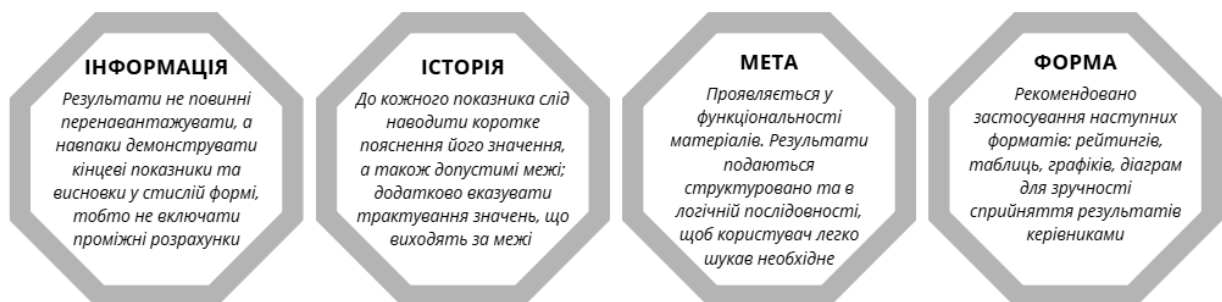 ІНФОРМАЦІЯ
Результати не повинні
перенавантажувати, а
навпаки демонструвати
кінцеві показники та
висновки у стислій формі,
тобто не включати
проміжні розрахунки
ІСТОРІЯ
До кожного показника слід
наводити коротке
пояснення його значення,
а також допустимі межі;
додатково вказувати
трактування значень, що
виходять за межі
МЕТА
Проявляється у
функціональності
матеріалів. Результати
подаються
структуровано та в
логічній послідовності,
щоб користувач легко
шукав необхідне
ФОРМА
Рекомендовано
застосування наступних
форматів: рейтингів,
таблиць, графіків, діаграм
для зручності
сприйняття результатів
керівниками